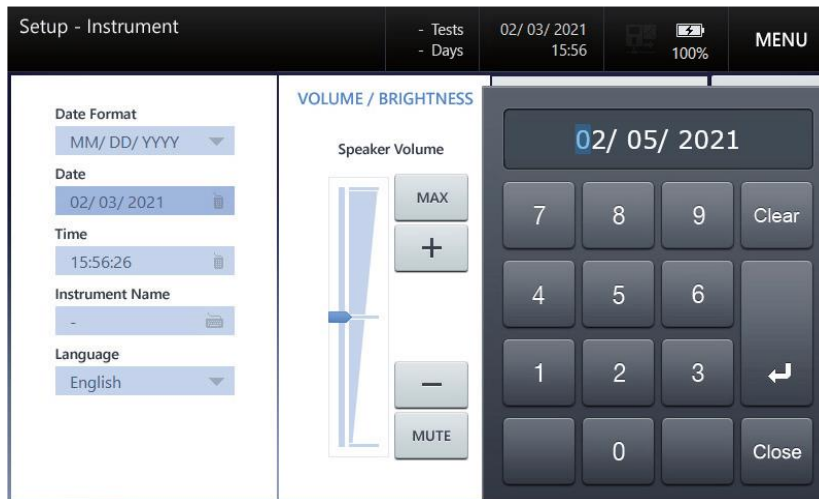 Setup - Instrument
- Tests
- Days
02/ 03/ 2021
15:56
100%
MENU
Date Format
MM/ DD/ YYYY
Date
02/ 03/ 2021
Time
15:56:26
Instrument Name
-
Language
English
VOLUME / BRIGHTNESS
Speaker Volume
MAX
+
−
MUTE
02/ 05/ 2021
7 8 9 Clear
4 5 6
1 2 3
0 Close